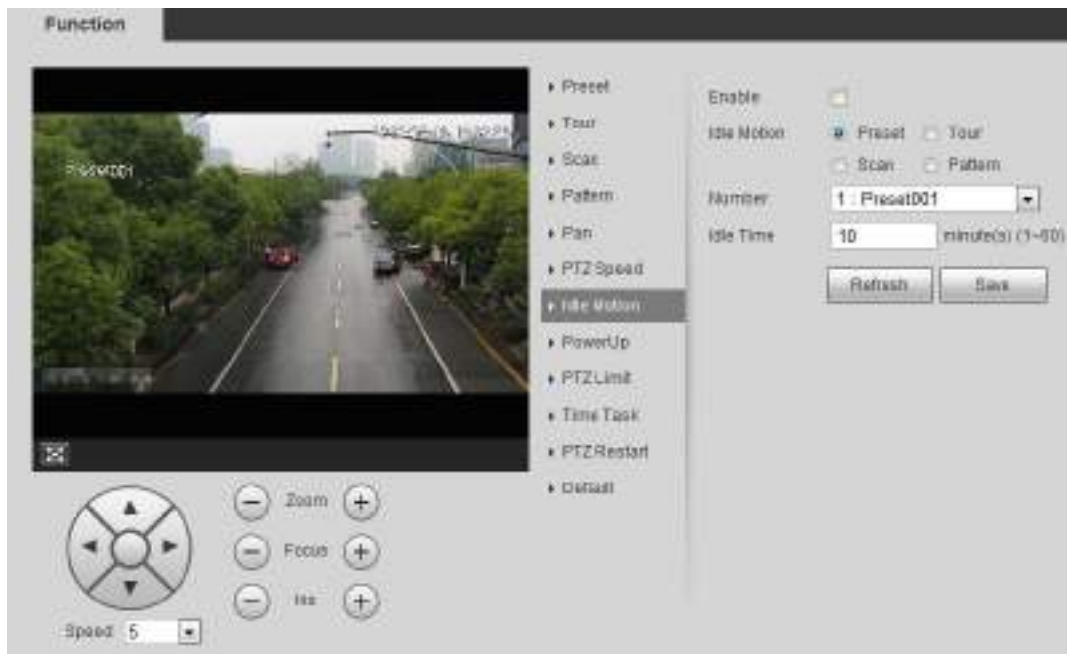 Function
Preset
Tour
Scan
Pattern
Pan
PTZ Speed
Idle Motion
PowerUp
PTZ Limit
Time Task
PTZ Restart
Default
Enable
Idle Motion Preset Tour
Scan Pattern
Number 1 : Preset001
Idle Time 10 minute(s) (1~60)
Refresh Save
Zoom
Focus
Iris
Speed 5